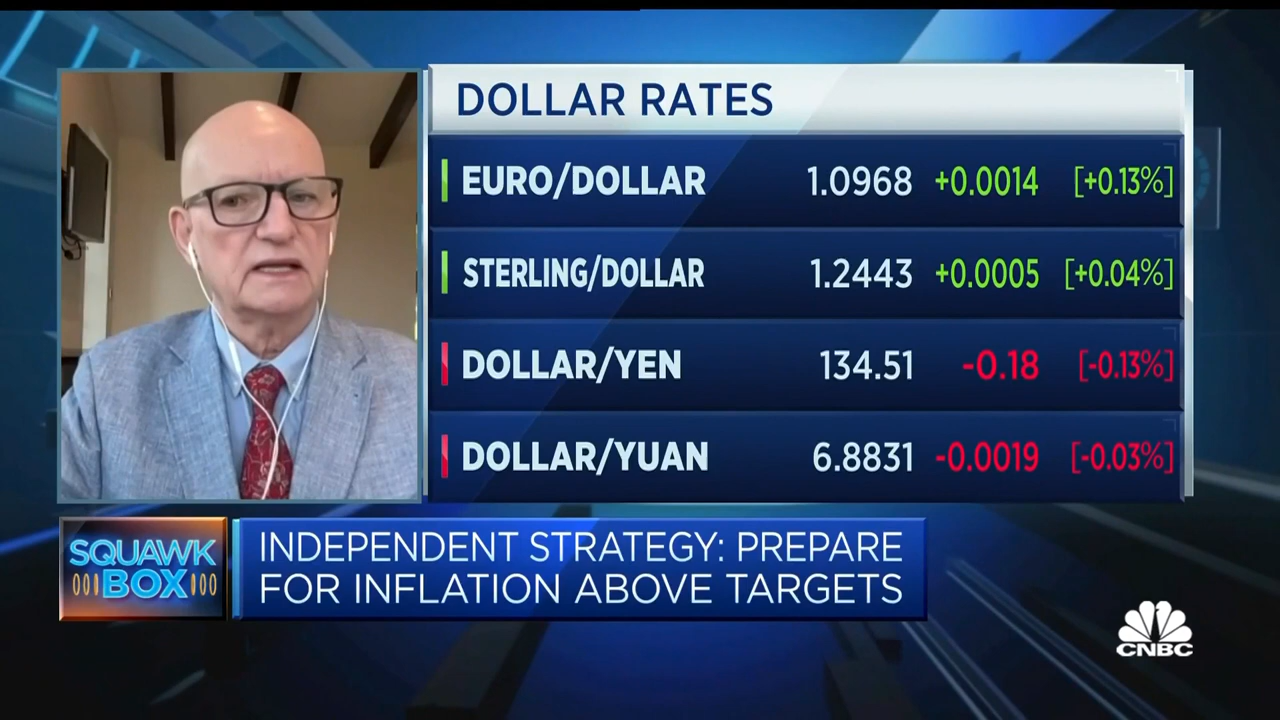 DOLLAR RATES
EURO/DOLLAR 1.0968 +0.0014 [+0.13%]
STERLING/DOLLAR 1.2443 +0.0005 [+0.04%]
DOLLAR/YEN 134.51 -0.18 [-0.13%]
DOLLAR/YUAN 6.8831 -0.0019 [-0.03%]
SQUAWK
BOX
INDEPENDENT STRATEGY: PREPARE
FOR INFLATION ABOVE TARGETS
CNBC